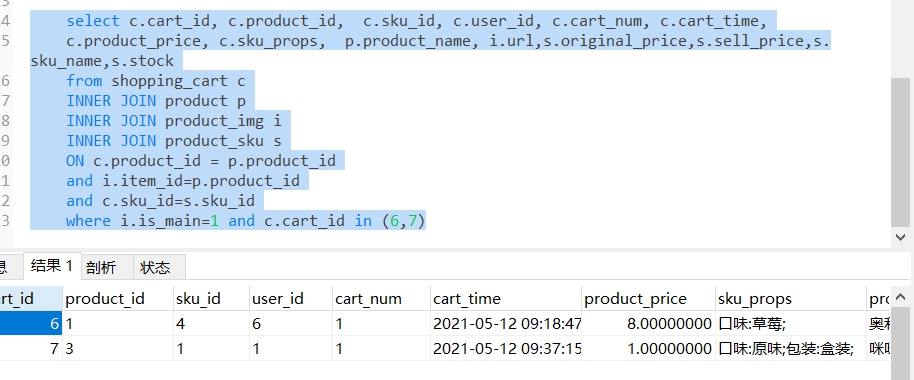 4 select c.cart_id, c.product_id,  c.sku_id, c.user_id, c.cart_num, c.cart_time,
5 c.product_price, c.sku_props,  p.product_name, i.url,s.original_price,s.sell_price,s.
sku_name,s.stock
6 from shopping_cart c
7 INNER JOIN product p
8 INNER JOIN product_img i
9 INNER JOIN product_sku s
0 ON c.product_id = p.product_id
1 and i.item_id=p.product_id
2 and c.sku_id=s.sku_id
3 where i.is_main=1 and c.cart_id in (6,7)
息 结果 1 剖析 状态
rt_id product_id sku_id user_id cart_num cart_time product_price sku_props pro
6 1 4 6 1 2021-05-12 09:18:47 8.00000000 口味:草莓; 奥利
7 3 1 1 1 2021-05-12 09:37:15 1.00000000 口味:原味;包装:盒装; 咪